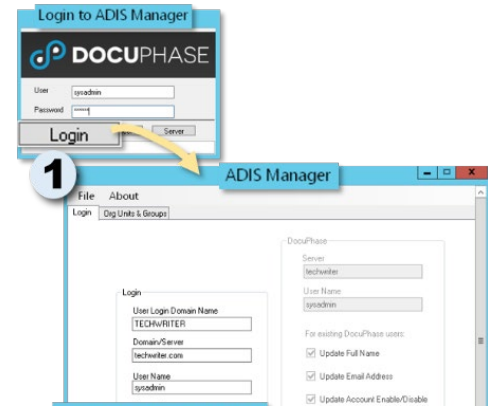 Login to ADIS Manager
DOCUPHASE
User sysadmin
Password ******
Login Server
1
ADIS Manager
File About
Login Org Units & Groups
DocuPhase
Server
techwriter
User Name
sysadmin
Login
User Login Domain Name
TECHWRITER
Domain/Server
techwriter.com
User Name
sysadmin
For existing DocuPhase users:
Update Full Name
Update Email Address
Update Account Enable/Disable